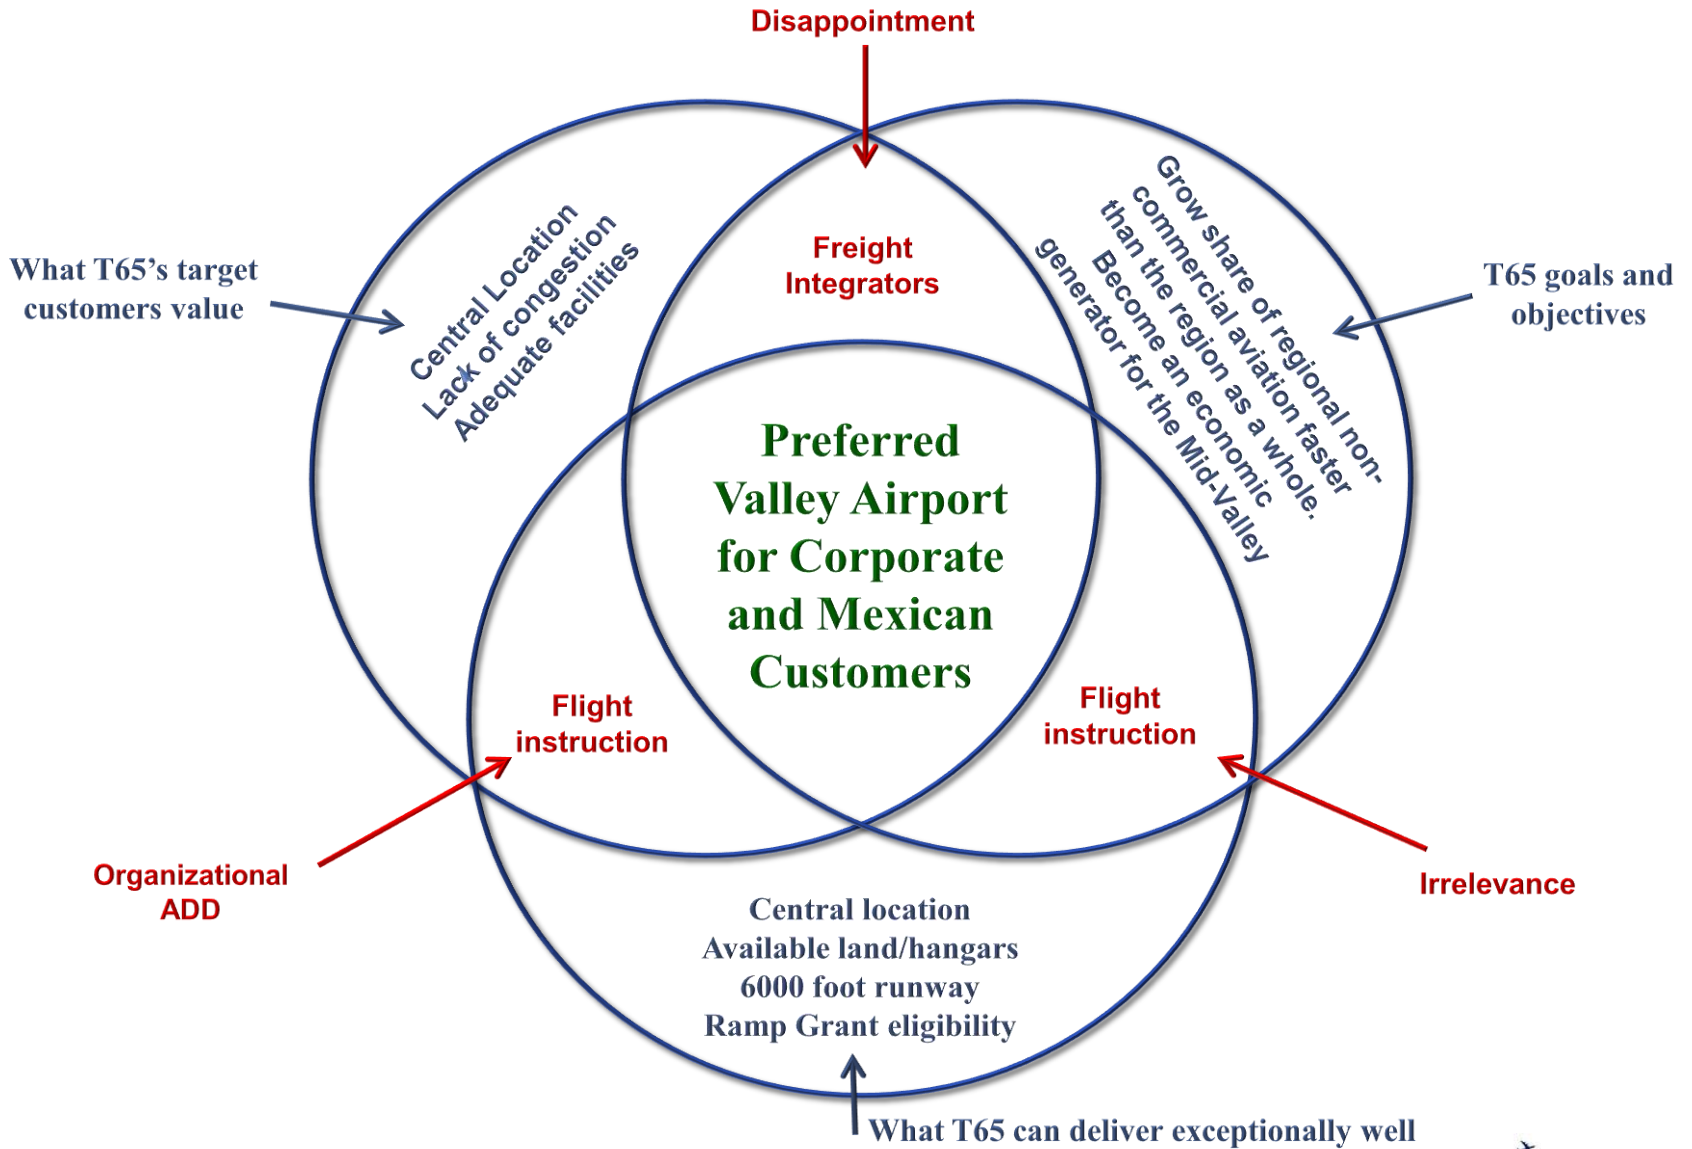 Disappointment
What T65's target
customers value
Central Location
Lack of congestion
Adequate facilities
Freight
Integrators
Grow share of regional non-
commercial aviation faster
than the region as a whole.
Become an economic
generator for the Mid-Valley
T65 goals and
objectives
Preferred
Valley Airport
for Corporate
and Mexican
Customers
Flight
instruction
Flight
instruction
Organizational
ADD
Irrelevance
Central location
Available land/hangars
6000 foot runway
Ramp Grant eligibility
What T65 can deliver exceptionally well